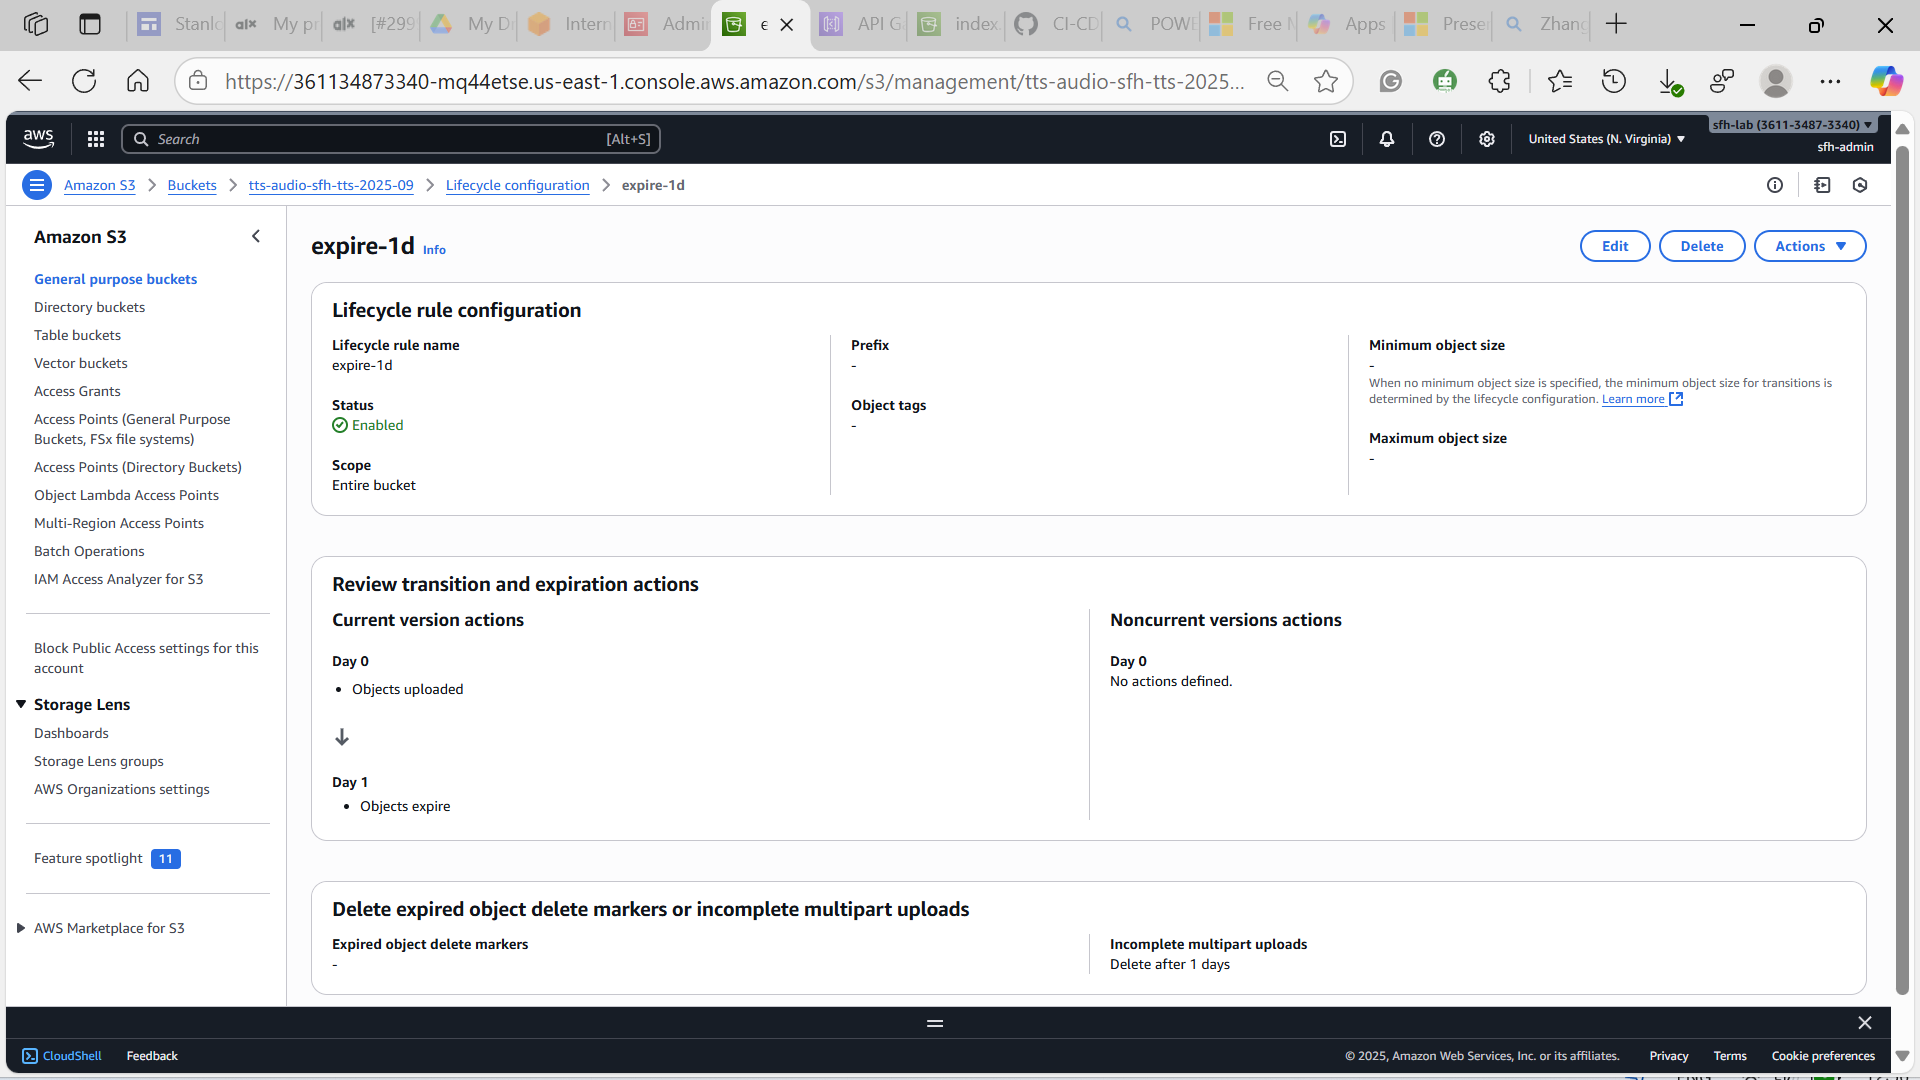 Stanlo
My pr
[#299
My Dr
Intern
Admin
e
API G
index.
CI-CD
POWE
Free M
Apps
Presen
Zhang
https://361134873340-mq44etse.us-east-1.console.aws.amazon.com/s3/management/tts-audio-sfh-tts-2025...
aws
Search
[Alt+S]
United States (N. Virginia)
sfh-lab (3611-3487-3340)
sfh-admin
Amazon S3
Buckets
tts-audio-sfh-tts-2025-09
Lifecycle configuration
expire-1d
Amazon S3
General purpose buckets
Directory buckets
Table buckets
Vector buckets
Access Grants
Access Points (General Purpose
Buckets, FSx file systems)
Access Points (Directory Buckets)
Object Lambda Access Points
Multi-Region Access Points
Batch Operations
IAM Access Analyzer for S3
Block Public Access settings for this
account
Storage Lens
Dashboards
Storage Lens groups
AWS Organizations settings
Feature spotlight 11
AWS Marketplace for S3
expire-1d Info
Edit
Delete
Actions
Lifecycle rule configuration
Lifecycle rule name
expire-1d
Status
Enabled
Scope
Entire bucket
Prefix
-
Object tags
-
Minimum object size
-
When no minimum object size is specified, the minimum object size for transitions is
determined by the lifecycle configuration. Learn more
Maximum object size
-
Review transition and expiration actions
Current version actions
Day 0
• Objects uploaded
Day 1
• Objects expire
Noncurrent versions actions
Day 0
No actions defined.
Delete expired object delete markers or incomplete multipart uploads
Expired object delete markers
-
Incomplete multipart uploads
Delete after 1 days
CloudShell
Feedback
© 2025, Amazon Web Services, Inc. or its affiliates.
Privacy
Terms
Cookie preferences